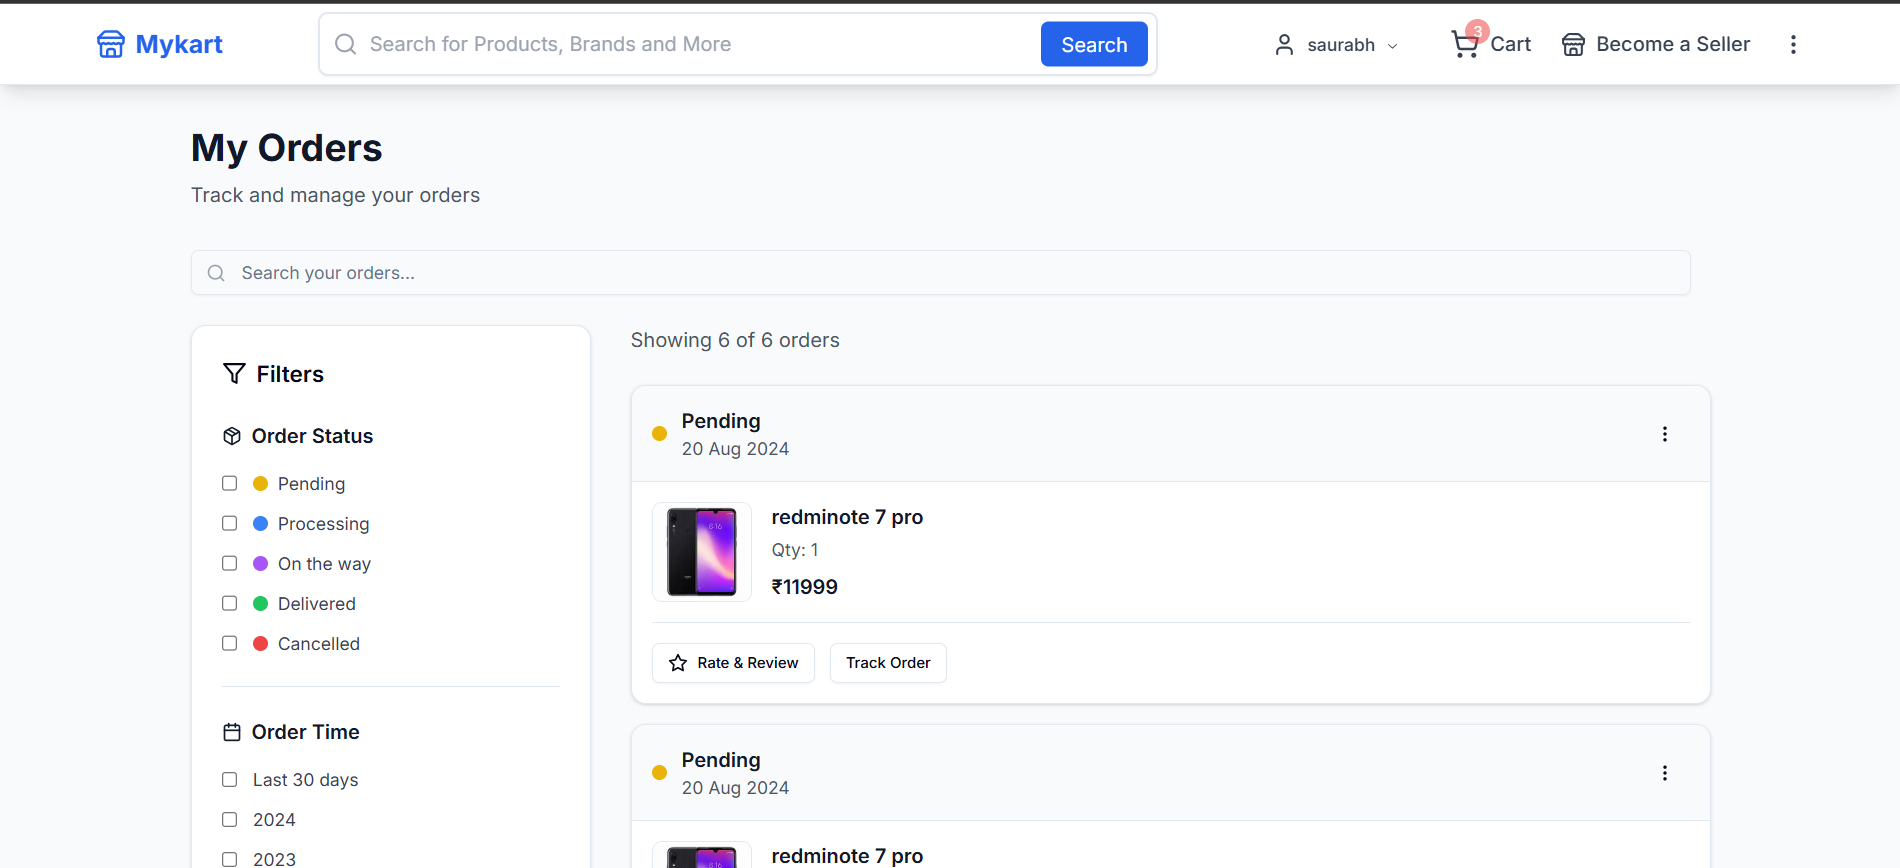 Mykart
Search for Products, Brands and More
Search
saurabh
3
Cart
Become a Seller
My Orders
Track and manage your orders
Search your orders...
Filters
Order Status
Pending
Processing
On the way
Delivered
Cancelled
Order Time
Last 30 days
2024
2023
Showing 6 of 6 orders
Pending
20 Aug 2024
8:16
redminote 7 pro
Qty: 1
₹11999
Rate & Review
Track Order
Pending
20 Aug 2024
redminote 7 pro